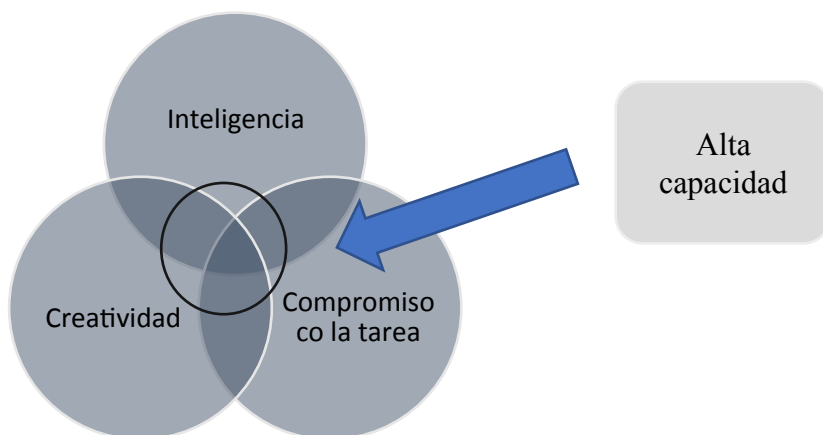 Inteligencia
Alta
capacidad
Creatividad
Compromiso
co la tarea